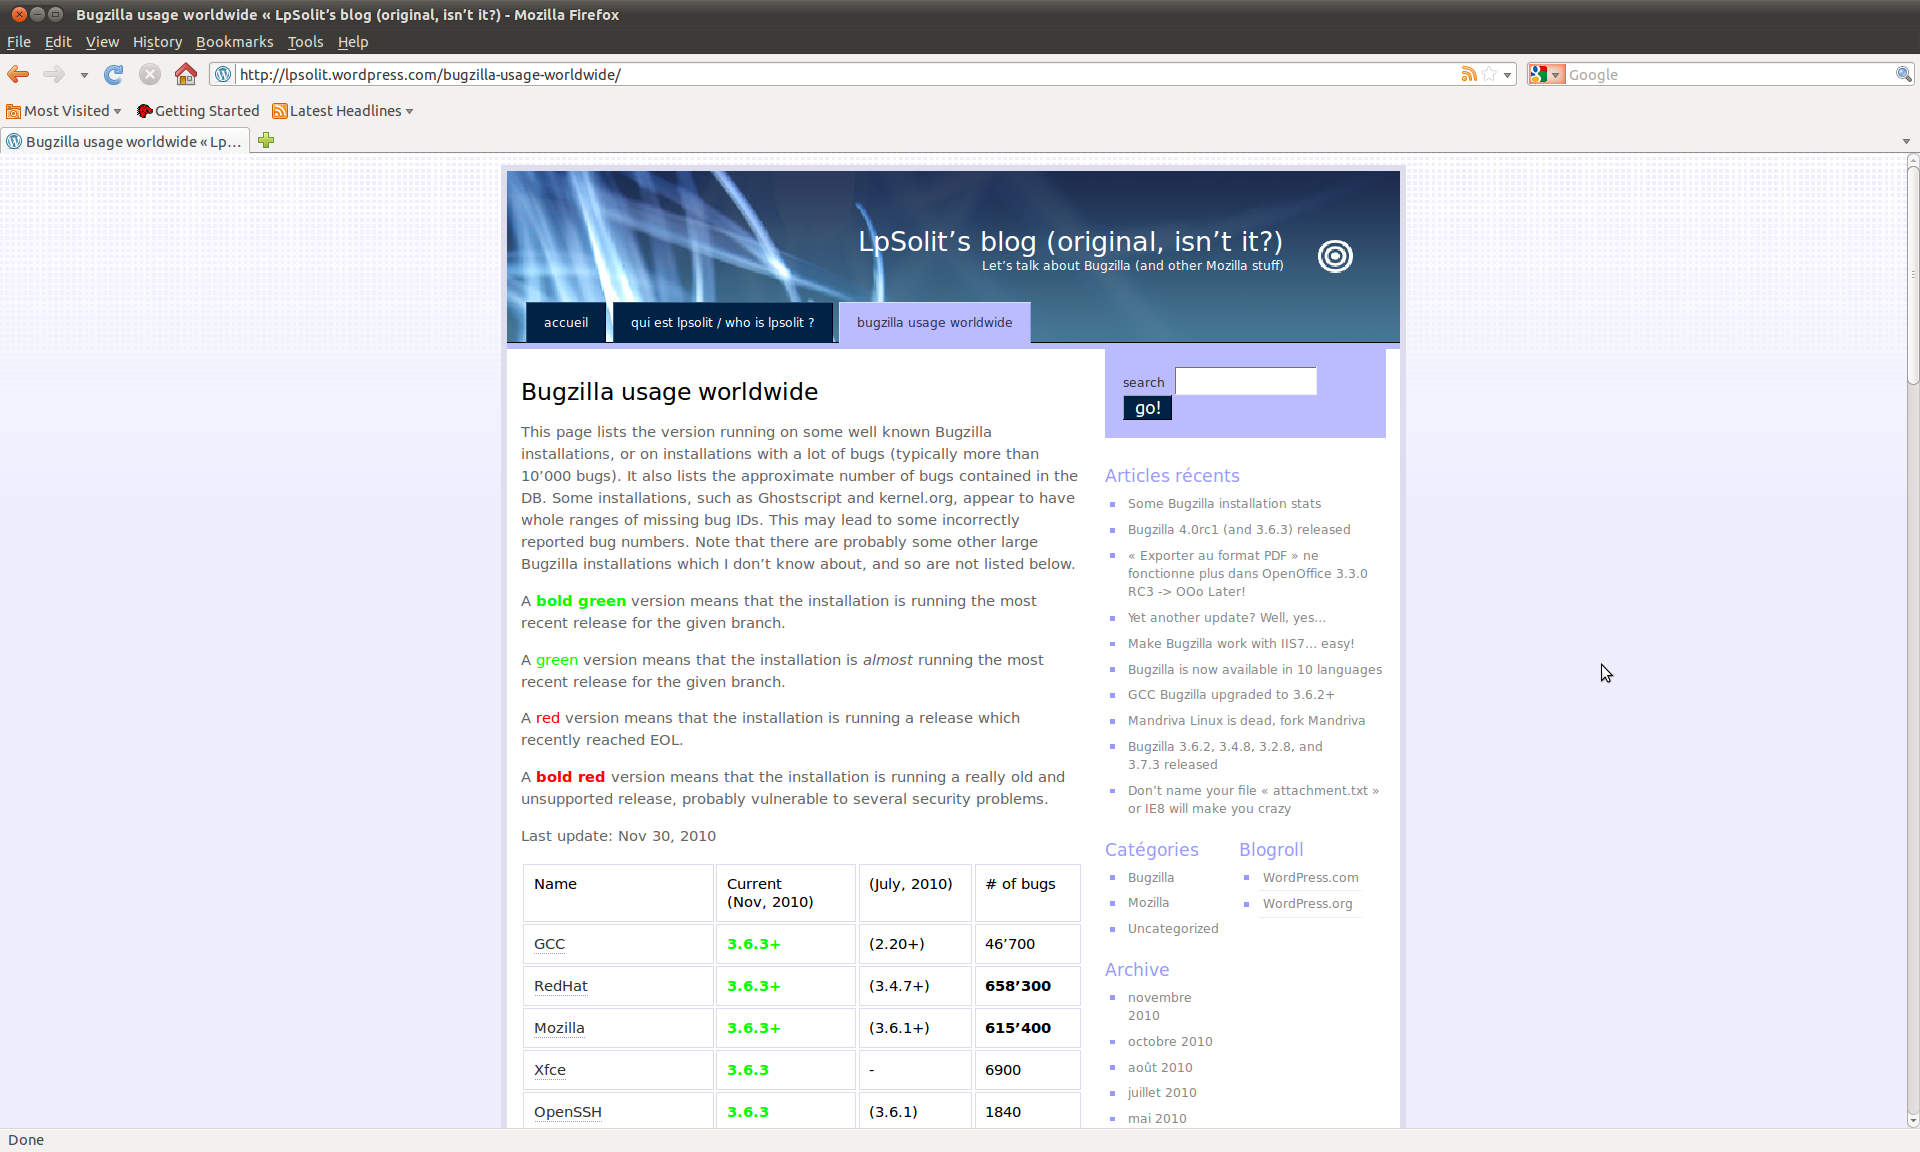 Bugzilla usage worldwide « LpSolit’s blog (original, isn’t it?) - Mozilla Firefox
File Edit View History Bookmarks Tools Help
http://lpsolit.wordpress.com/bugzilla-usage-worldwide/
Google
Most Visited
Getting Started
Latest Headlines
Bugzilla usage worldwide « Lp...
LpSolit’s blog (original, isn’t it?)
Let’s talk about Bugzilla (and other Mozilla stuff)
accueil
qui est lpsolit / who is lpsolit ?
bugzilla usage worldwide
Bugzilla usage worldwide
This page lists the version running on some well known Bugzilla
installations, or on installations with a lot of bugs (typically more than
10’000 bugs). It also lists the approximate number of bugs contained in the
DB. Some installations, such as Ghostscript and kernel.org, appear to have
whole ranges of missing bug IDs. This may lead to some incorrectly
reported bug numbers. Note that there are probably some other large
Bugzilla installations which I don’t know about, and so are not listed below.
A bold green version means that the installation is running the most
recent release for the given branch.
A green version means that the installation is almost running the most
recent release for the given branch.
A red version means that the installation is running a release which
recently reached EOL.
A bold red version means that the installation is running a really old and
unsupported release, probably vulnerable to several security problems.
Last update: Nov 30, 2010
Name | Current (Nov, 2010) | (July, 2010) | # of bugs
GCC 3.6.3+ (2.20+) 46’700
RedHat 3.6.3+ (3.4.7+) 658’300
Mozilla 3.6.3+ (3.6.1+) 615’400
Xfce 3.6.3 - 6900
OpenSSH 3.6.3 (3.6.1) 1840
search
go!
Articles récents
Some Bugzilla installation stats
Bugzilla 4.0rc1 (and 3.6.3) released
« Exporter au format PDF » ne
fonctionne plus dans OpenOffice 3.3.0
RC3 -> OOo Later!
Yet another update? Well, yes…
Make Bugzilla work with IIS7… easy!
Bugzilla is now available in 10 languages
GCC Bugzilla upgraded to 3.6.2+
Mandriva Linux is dead, fork Mandriva
Bugzilla 3.6.2, 3.4.8, 3.2.8, and
3.7.3 released
Don’t name your file « attachment.txt »
or IE8 will make you crazy
Catégories
Bugzilla
Mozilla
Uncategorized
Blogroll
WordPress.com
WordPress.org
Archive
novembre
2010
octobre 2010
août 2010
juillet 2010
mai 2010
Done